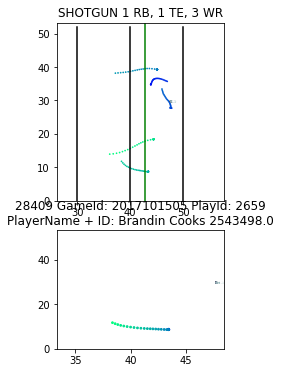 SHOTGUN 1 RB, 1 TE, 3 WR
50
40
30
20
10
0
30 40 50
28409 GameId: 2017101505 PlayId: 2659
PlayerName + ID: Brandin Cooks 2543498.0
40
20
0
35 40 45